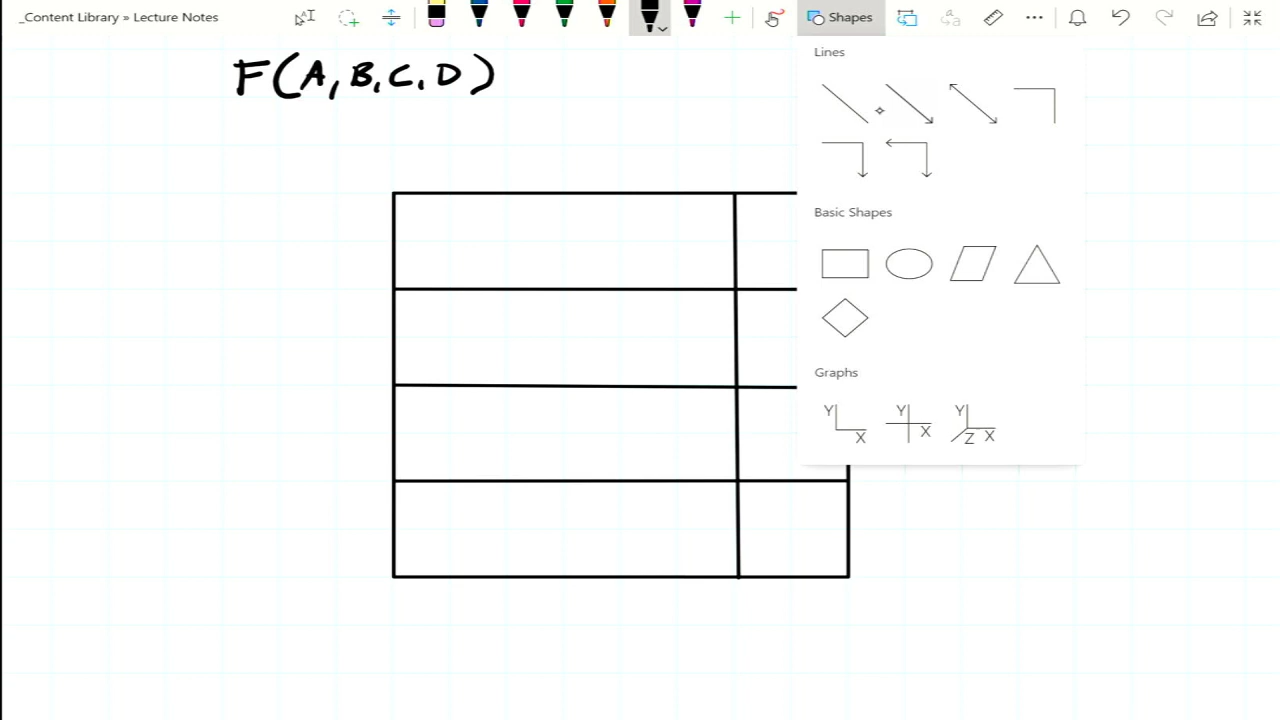 _Content Library » Lecture Notes
Shapes
F(A, B, C, D)
Lines
Basic Shapes
Graphs
Y
X
Y
X
Y
Z
X